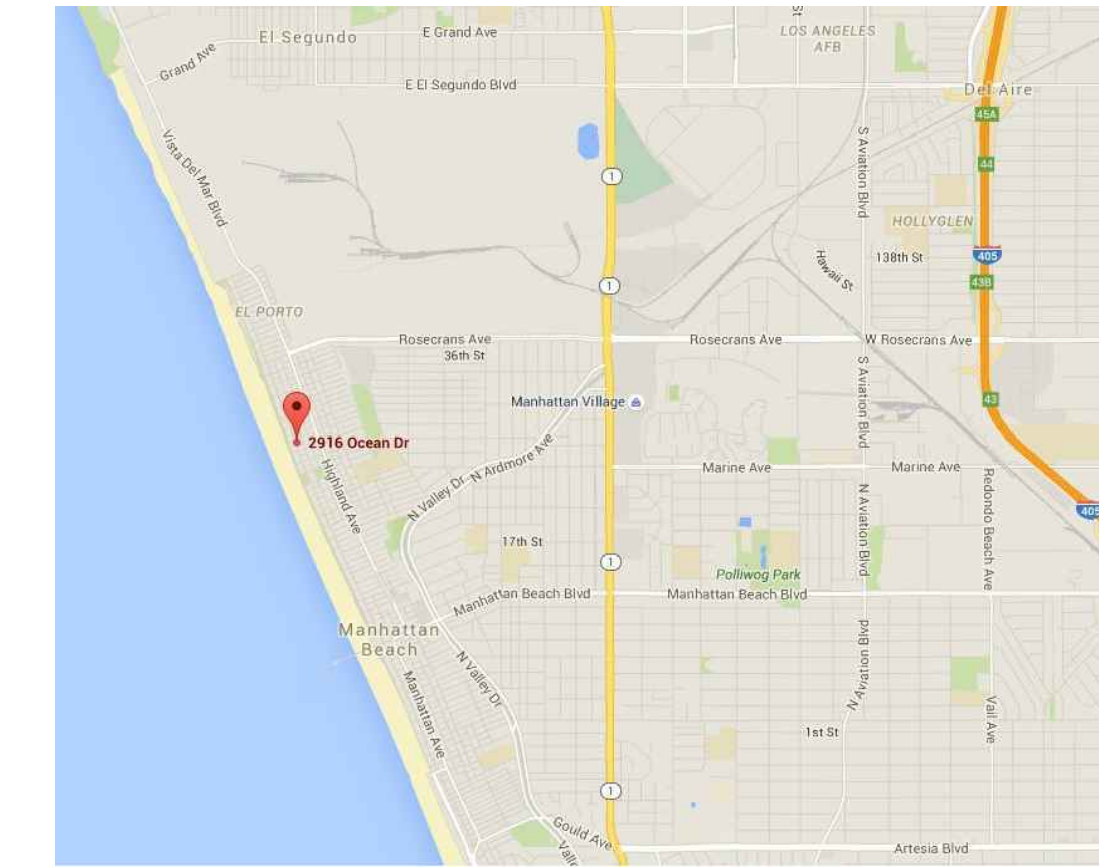 St
El Segundo
E Grand Ave
LOS ANGELES
AFB
Grand Ave
E El Segundo Blvd
Del Aire
45A
Vista Del Mar Blvd
S Aviation Blvd
44
1
HOLLYGLEN
Hawaii St
138th St
405
43B
1
EL PORTO
Rosecrans Ave
Rosecrans Ave
W Rosecrans Ave
36th St
S Aviation Blvd
Manhattan Village
43
2916 Ocean Dr
Highland Ave
N Ardmore Ave
N Valley Dr
Marine Ave
Marine Ave
Redondo Beach Ave
N Aviation Blvd
405
17th St
1
Polliwog Park
Manhattan Beach Blvd
Manhattan Beach Blvd
Manhattan
Beach
N Valley Dr
N Aviation Blvd
Manhattan Ave
Vail Ave
1st St
1
Gould Ave
Artesia Blvd